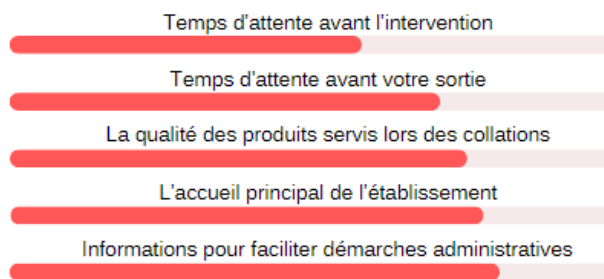 Temps d'attente avant l'intervention
Temps d'attente avant votre sortie
La qualité des produits servis lors des collations
L'accueil principal de l'établissement
Informations pour faciliter démarches administratives